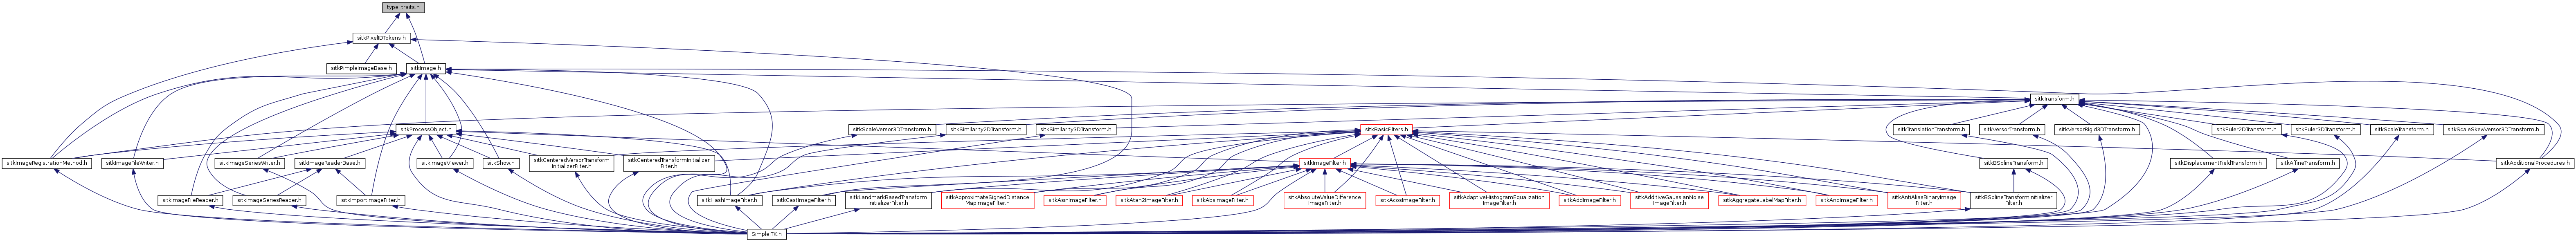 type_traits.h
sitkPixelIDTokens.h
sitkPimpleImageBase.h
sitkImage.h
sitkTransform.h
sitkProcessObject.h
sitkScaleVersor3DTransform.h
sitkSimilarity2DTransform.h
sitkSimilarity3DTransform.h
sitkBasicFilters.h
sitkTranslationTransform.h
sitkVersorTransform.h
sitkVersorRigid3DTransform.h
sitkEuler2DTransform.h
sitkEuler3DTransform.h
sitkScaleTransform.h
sitkScaleSkewVersor3DTransform.h
sitkImageRegistrationMethod.h
sitkImageFileWriter.h
sitkImageSeriesWriter.h
sitkImageReaderBase.h
sitkImageViewer.h
sitkShow.h
sitkCenteredVersorTransform
InitializerFilter.h
sitkCenteredTransformInitializer
Filter.h
sitkImageFilter.h
sitkBSplineTransform.h
sitkDisplacementFieldTransform.h
sitkAffineTransform.h
sitkAdditionalProcedures.h
sitkImageFileReader.h
sitkImageSeriesReader.h
sitkImportImageFilter.h
sitkHashImageFilter.h
sitkCastImageFilter.h
sitkLandmarkBasedTransform
InitializerFilter.h
sitkApproximateSignedDistance
MapImageFilter.h
sitkAsinImageFilter.h
sitkAtan2ImageFilter.h
sitkAbsImageFilter.h
sitkAbsoluteValueDifference
ImageFilter.h
sitkAcosImageFilter.h
sitkAdaptiveHistogramEqualization
ImageFilter.h
sitkAddImageFilter.h
sitkAdditiveGaussianNoise
ImageFilter.h
sitkAggregateLabelMapFilter.h
sitkAndImageFilter.h
sitkAntiAliasBinaryImage
Filter.h
sitkBSplineTransformInitializer
Filter.h
SimpleITK.h